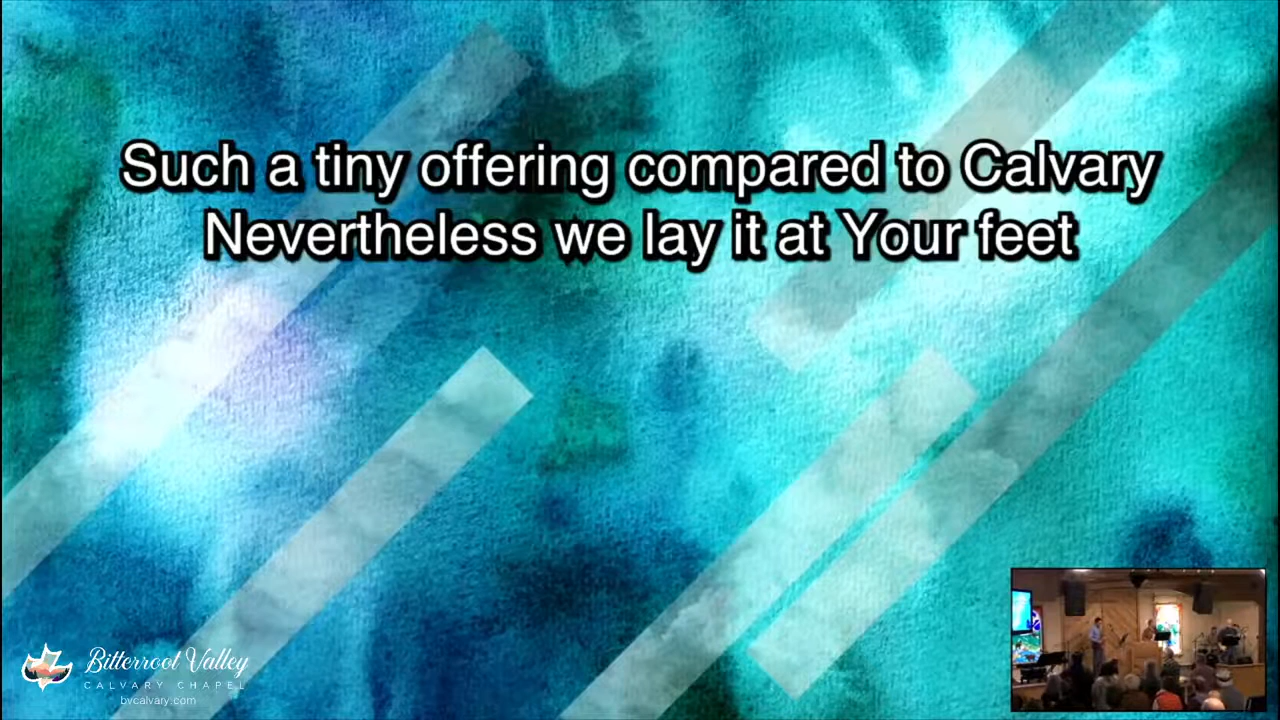 Such a tiny offering compared to Calvary
Nevertheless we lay it at Your feet
Bitterroot Valley
CALVARY CHAPEL
bvcalvary.com